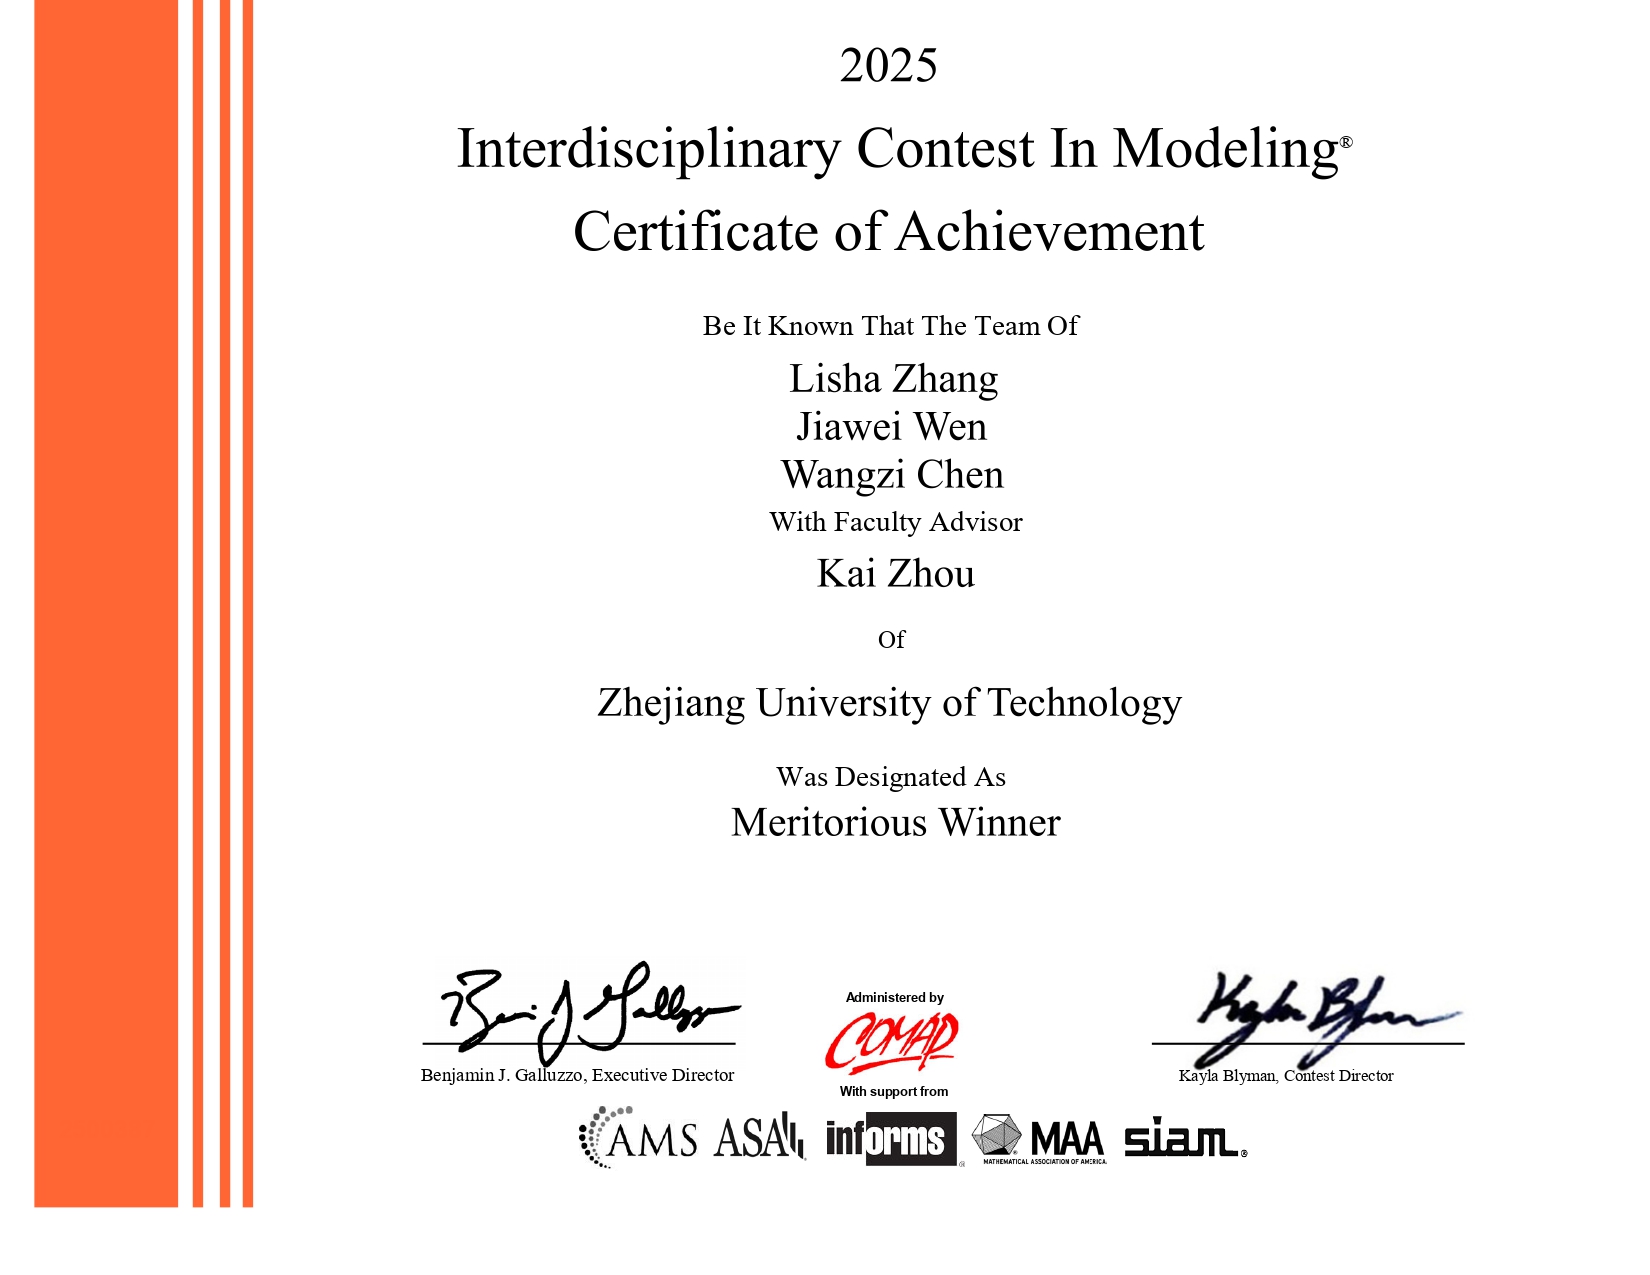 2025
Interdisciplinary Contest In Modeling®
Certificate of Achievement
Be It Known That The Team Of
Lisha Zhang
Jiawei Wen
Wangzi Chen
With Faculty Advisor
Kai Zhou
Of
Zhejiang University of Technology
Was Designated As
Meritorious Winner
Benjamin J. Galluzzo, Executive Director
Administered by
COMAP
With support from
Kayla Blyman
Kayla Blyman, Contest Director
AMS ASA informs® MAA siam®
MATHEMATICAL ASSOCIATION OF AMERICA